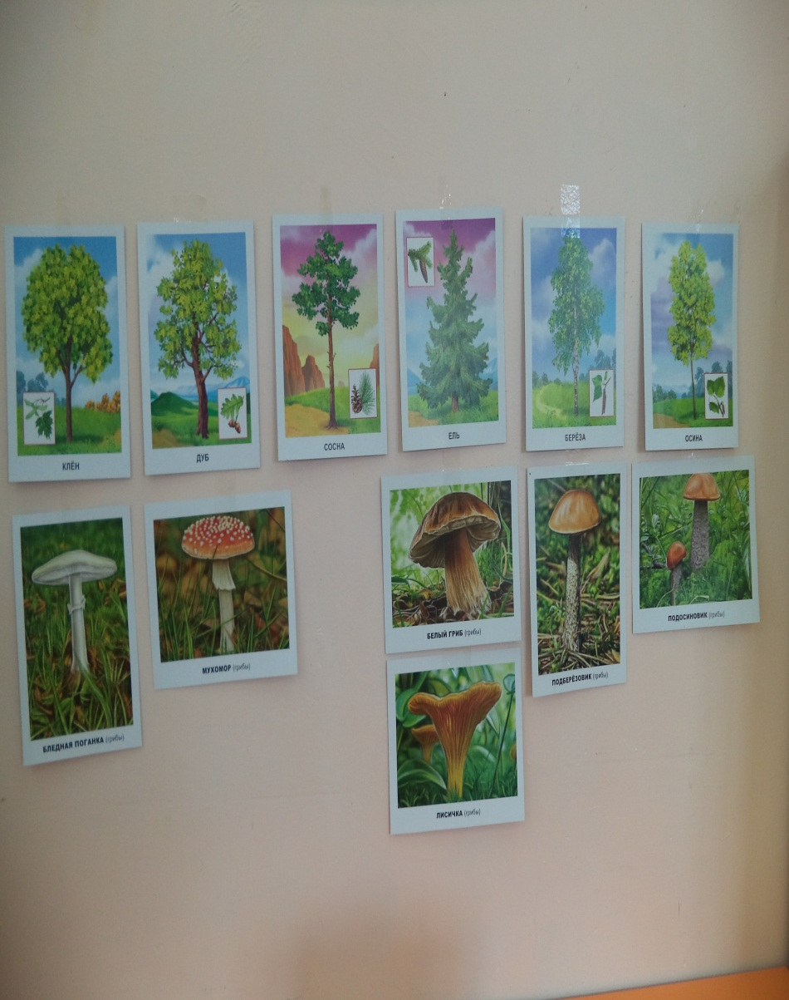 КЛЁН
ДУБ
СОСНА
ЕЛЬ
БЕРЁЗА
ОСИНА
БЛЕДНАЯ ПОГАНКА (грибы)
МУХОМОР (грибы)
БЕЛЫЙ ГРИБ (грибы)
ПОДБЕРЁЗОВИК (грибы)
ПОДОСИНОВИК (грибы)
ЛИСИЧКА (грибы)